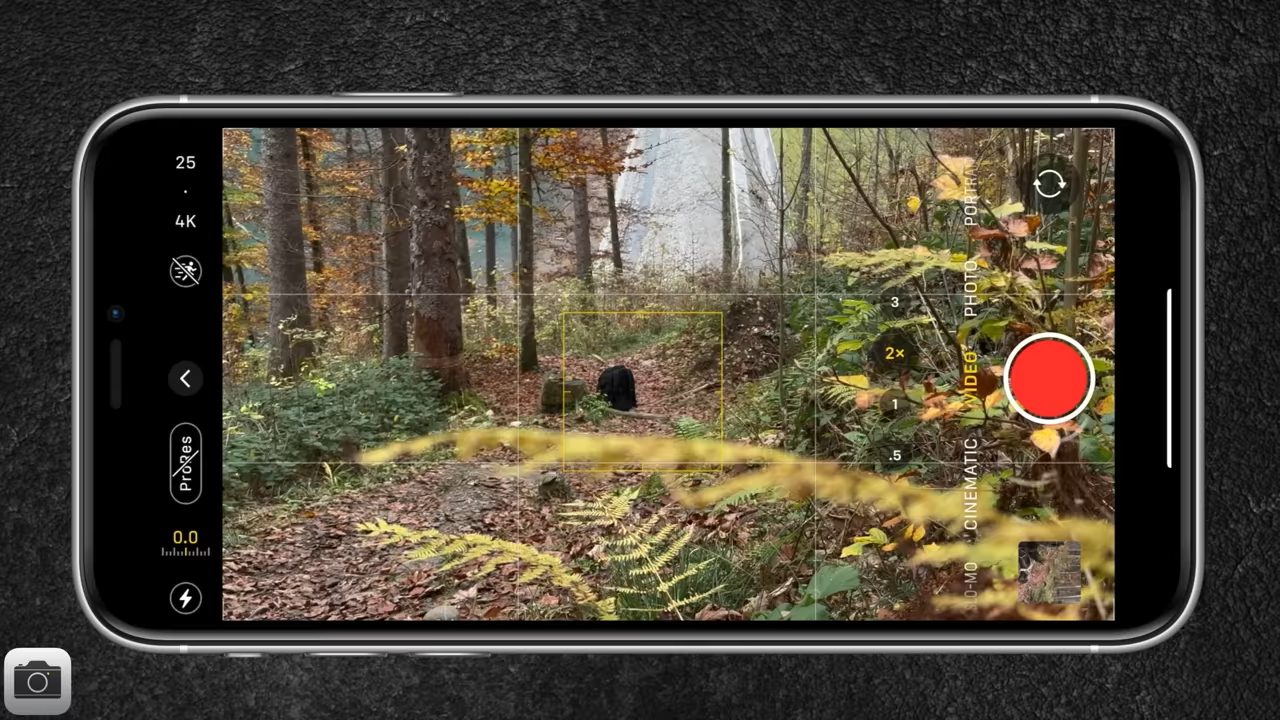 25
4K
ProRes
0.0
3
2×
1
.5
PORTRA
PHOTO
VIDEO
CINEMATIC
O-MO